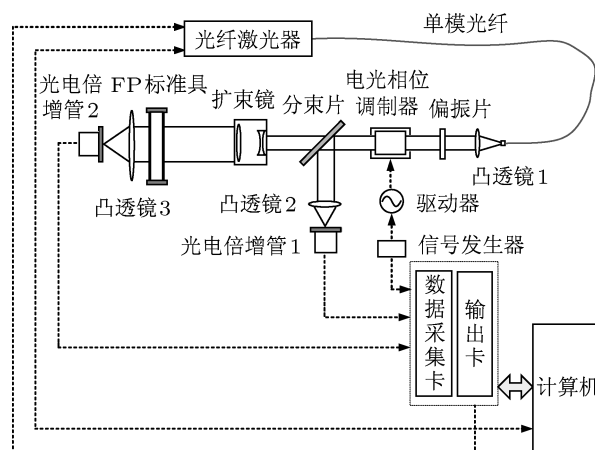 光纤激光器
单模光纤
光电倍
增管2
FP标准具
扩束镜
分束片
电光相位
调制器
偏振片
凸透镜1
凸透镜3
凸透镜2
驱动器
光电倍增管1
信号发生器
数据采集卡
输出卡
计算机